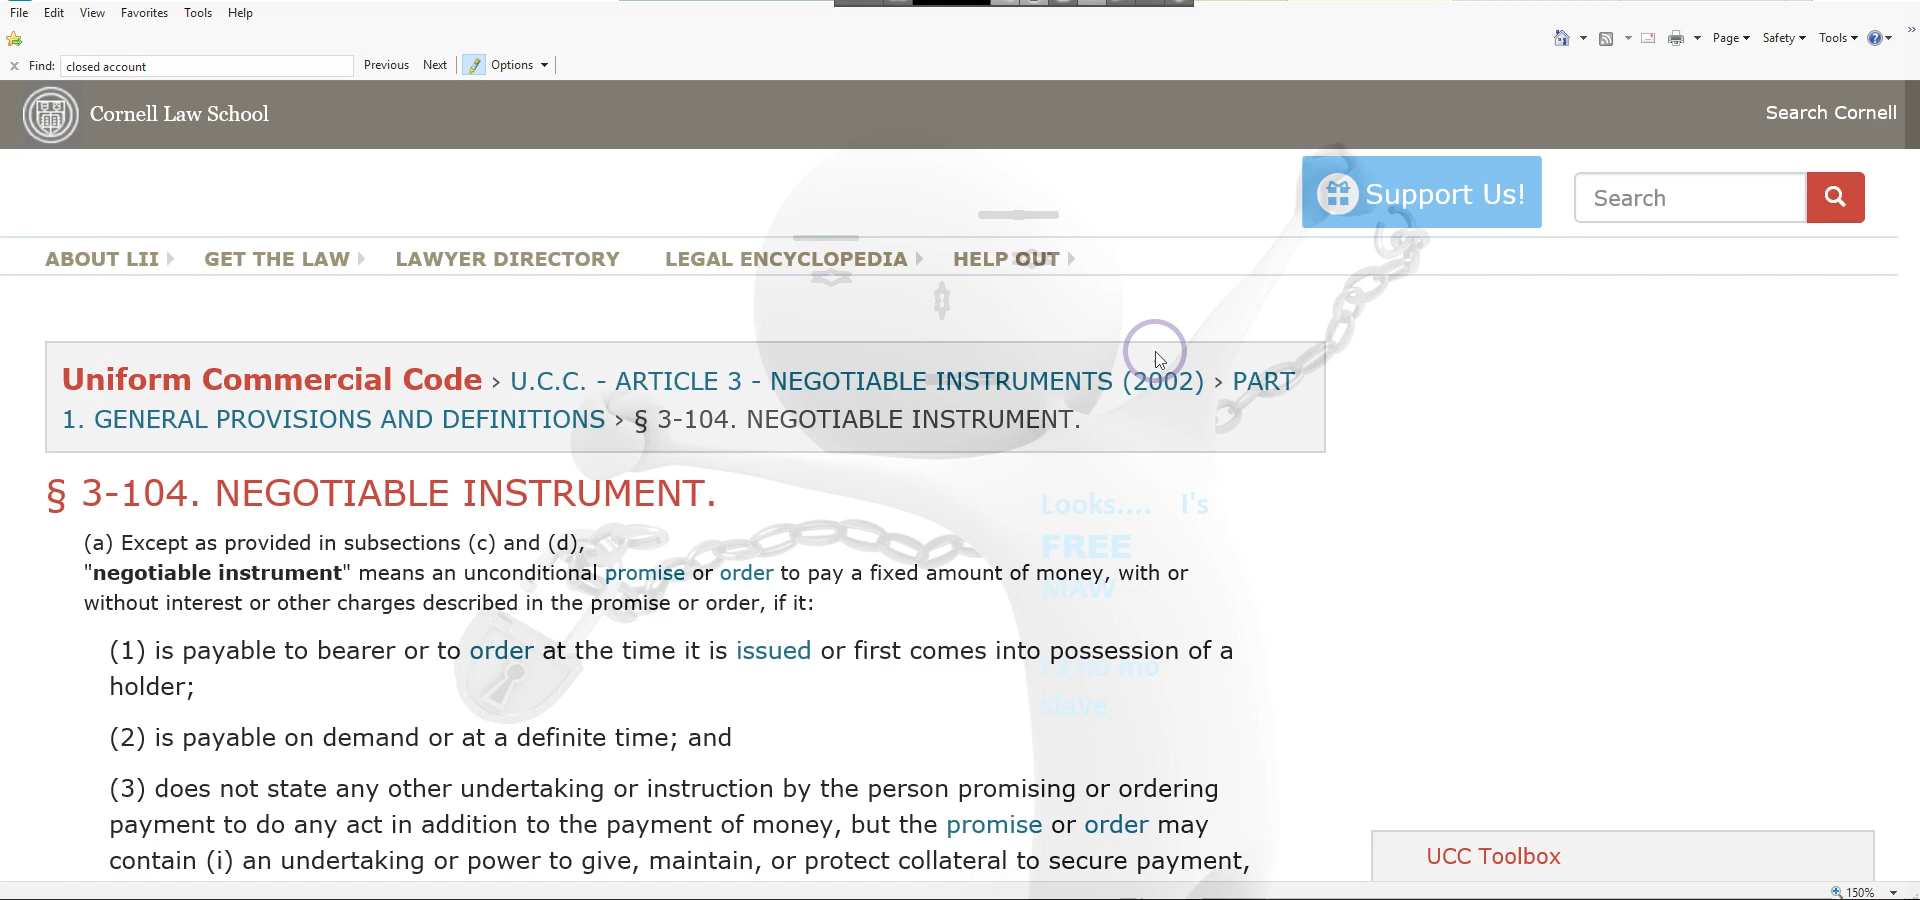 File Edit View Favorites Tools Help
Page Safety Tools
Find: closed account Previous Next Options
Cornell Law School Search Cornell
Support Us! Search
ABOUT LII GET THE LAW LAWYER DIRECTORY LEGAL ENCYCLOPEDIA HELP OUT
Uniform Commercial Code › U.C.C. - ARTICLE 3 - NEGOTIABLE INSTRUMENTS (2002) › PART
1. GENERAL PROVISIONS AND DEFINITIONS › § 3-104. NEGOTIABLE INSTRUMENT.
§ 3-104. NEGOTIABLE INSTRUMENT.
Looks.... I's
FREE
MAW
I's no mo
slave
(a) Except as provided in subsections (c) and (d),
"negotiable instrument" means an unconditional promise or order to pay a fixed amount of money, with or
without interest or other charges described in the promise or order, if it:
(1) is payable to bearer or to order at the time it is issued or first comes into possession of a
holder;
(2) is payable on demand or at a definite time; and
(3) does not state any other undertaking or instruction by the person promising or ordering
payment to do any act in addition to the payment of money, but the promise or order may
contain (i) an undertaking or power to give, maintain, or protect collateral to secure payment,
UCC Toolbox
150%